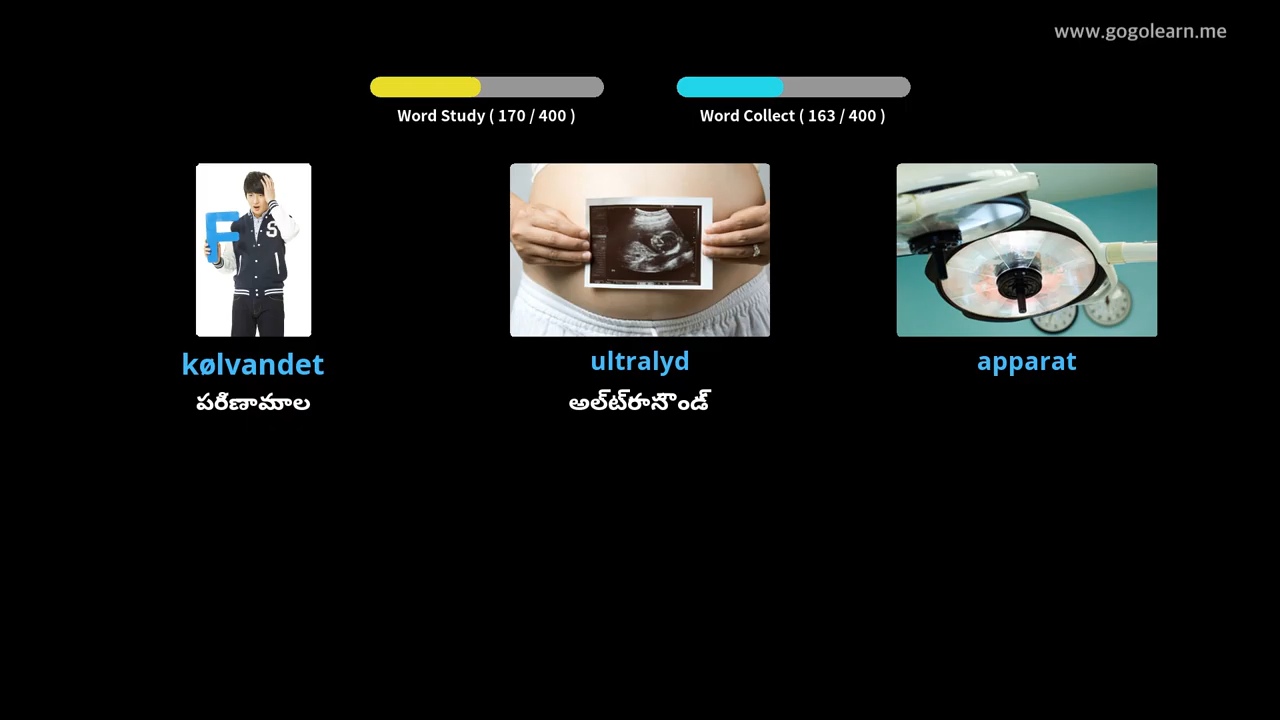 www.gogolearn.me
Word Study ( 170 / 400 )
Word Collect ( 163 / 400 )
F
S
kølvandet
ultralyd
apparat
పరిణామాల
అల్ట్రాసౌండ్